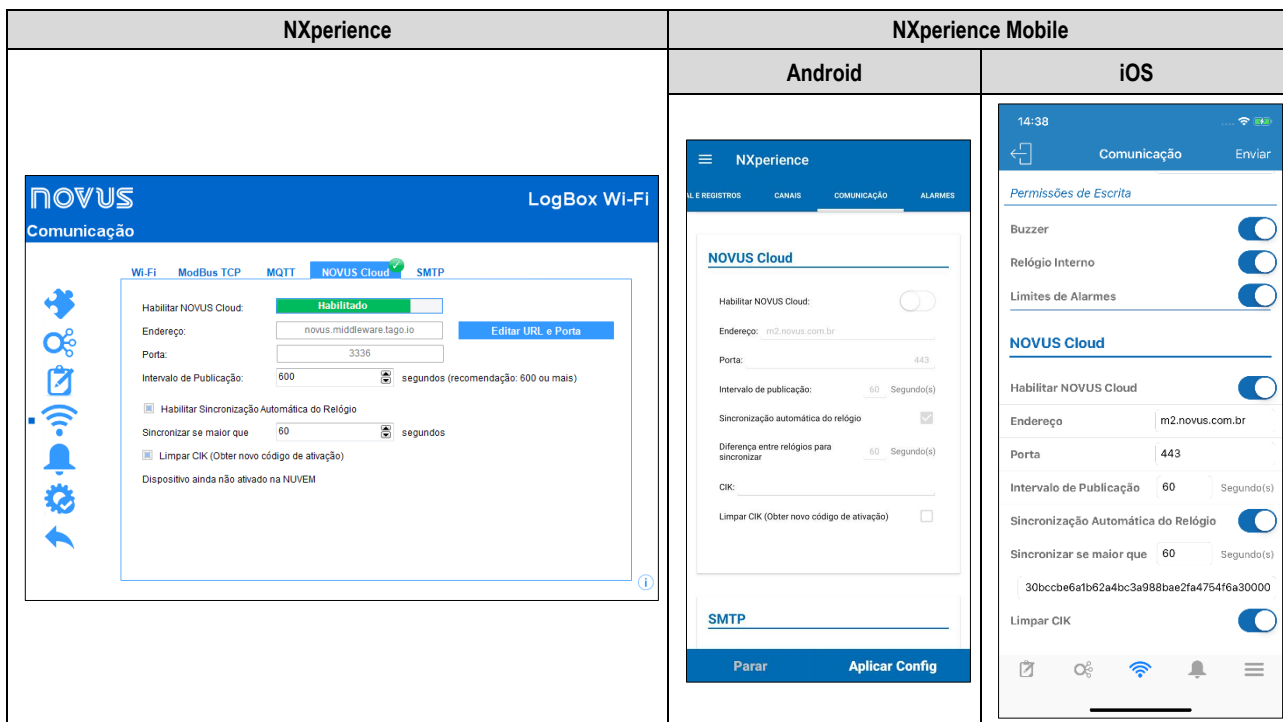 NXperience
NXperience Mobile
Android
iOS
NOVUS
LogBox Wi-Fi
Comunicação
Wi-Fi ModBus TCP MQTT NOVUS Cloud SMTP
Habilitar NOVUS Cloud: Habilitado
Endereço: novus.middleware.tago.io Editar URL e Porta
Porta: 3336
Intervalo de Publicação: 600 segundos (recomendação: 600 ou mais)
Habilitar Sincronização Automática do Relógio
Sincronizar se maior que 60 segundos
Limpar CIK (Obter novo código de ativação)
Dispositivo ainda não ativado na NUVEM
i
NXperience
AL E REGISTROS CANAIS COMUNICAÇÃO ALARMES
NOVUS Cloud
Habilitar NOVUS Cloud:
Endereço: m2.novus.com.br
Porta: 443
Intervalo de publicação: 60 Segundo(s)
Sincronização automática do relógio
Diferença entre relógios para
sincronizar 60 Segundo(s)
CIK:
Limpar CIK (Obter novo código de ativação)
SMTP
Parar Aplicar Config
14:38
Comunicação Enviar
Permissões de Escrita
Buzzer
Relógio Interno
Limites de Alarmes
NOVUS Cloud
Habilitar NOVUS Cloud
Endereço m2.novus.com.br
Porta 443
Intervalo de Publicação 60 Segundo(s)
Sincronização Automática do Relógio
Sincronizar se maior que 60 Segundo(s)
30bccbe6a1b62a4bc3a988bae2fa4754f6a30000
Limpar CIK